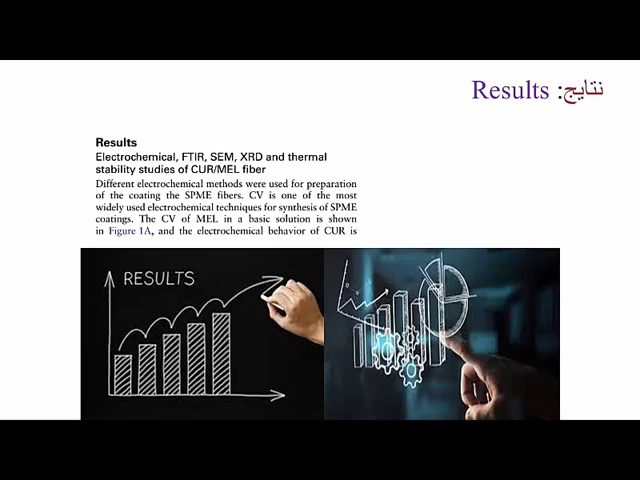 Results :نتایج
Results
Electrochemical, FTIR, SEM, XRD and thermal
stability studies of CUR/MEL fiber
Different electrochemical methods were used for preparation
of the coating the SPME fibers. CV is one of the most
widely used electrochemical techniques for synthesis of SPME
coatings. The CV of MEL in a basic solution is shown
in Figure 1A, and the electrochemical behavior of CUR is
RESULTS